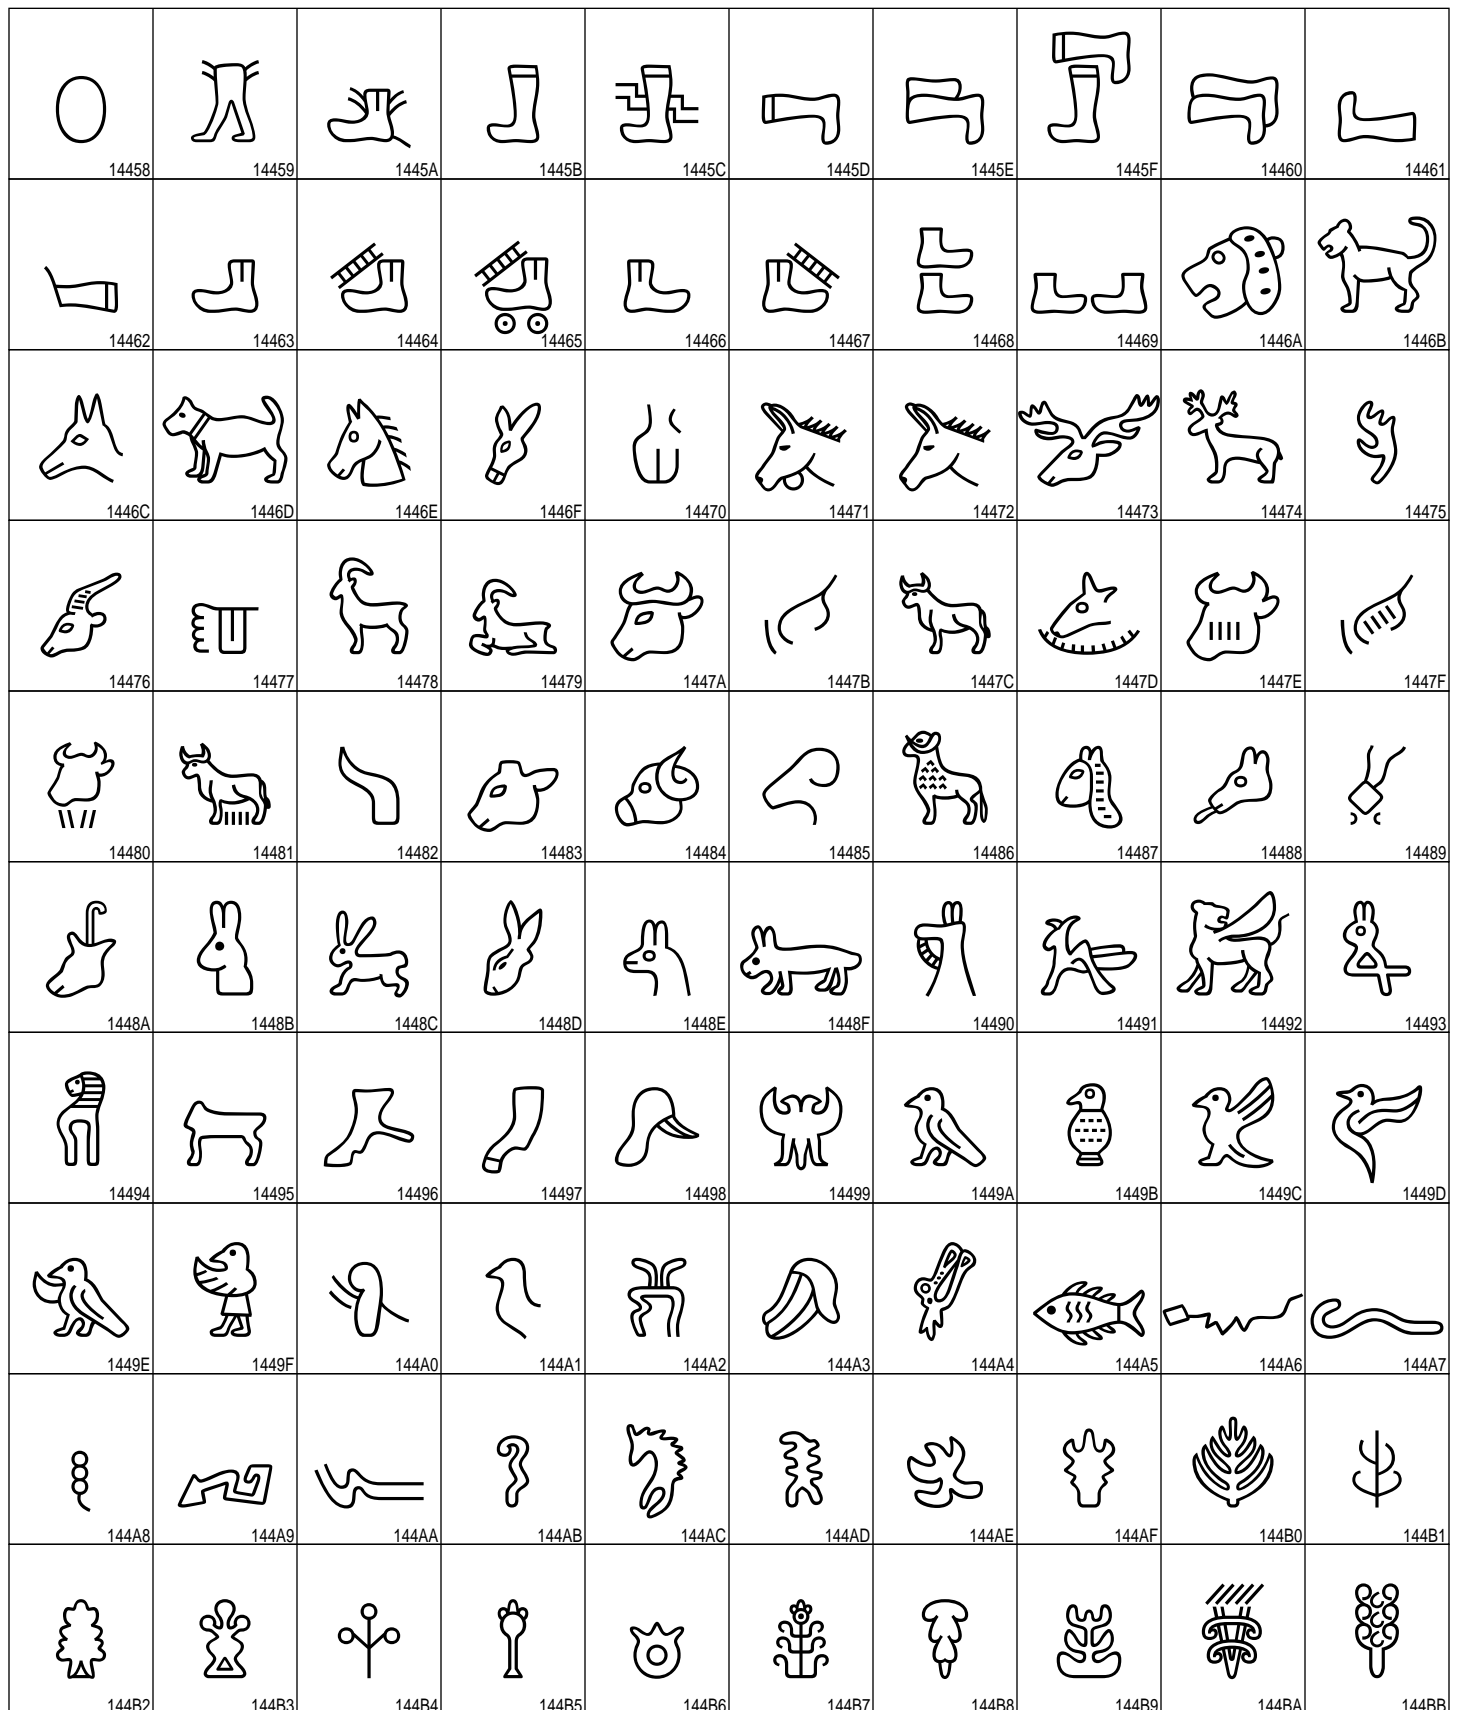 𔑘 𔑙 𔑚 𔑛 𔑜 𔑝 𔑞 𔑟 𔑠 𔑡
14458 14459 1445A 1445B 1445C 1445D 1445E 1445F 14460 14461
𔑢 𔑣 𔑤 𔑥 𔑦 𔑧 𔑨 𔑩 𔑪 𔑫
14462 14463 14464 14465 14466 14467 14468 14469 1446A 1446B
𔑬 𔑭 𔑮 𔑯 𔑰 𔑱 𔑲 𔑳 𔑴 𔑵
1446C 1446D 1446E 1446F 14470 14471 14472 14473 14474 14475
𔑶 𔑷 𔑸 𔑹 𔑺 𔑻 𔑼 𔑽 𔑾 𔑿
14476 14477 14478 14479 1447A 1447B 1447C 1447D 1447E 1447F
𔒀 𔒁 𔒂 𔒃 𔒄 𔒅 𔒆 𔒇 𔒈 𔒉
14480 14481 14482 14483 14484 14485 14486 14487 14488 14489
𔒊 𔒋 𔒌 𔒍 𔒎 𔒏 𔒐 𔒑 𔒒 𔒓
1448A 1448B 1448C 1448D 1448E 1448F 14490 14491 14492 14493
𔒔 𔒕 𔒖 𔒗 𔒘 𔒙 𔒚 𔒛 𔒜 𔒝
14494 14495 14496 14497 14498 14499 1449A 1449B 1449C 1449D
𔒞 𔒟 𔒠 𔒡 𔒢 𔒣 𔒤 𔒥 𔒦 𔒧
1449E 1449F 144A0 144A1 144A2 144A3 144A4 144A5 144A6 144A7
𔒨 𔒩 𔒪 𔒫 𔒬 𔒭 𔒮 𔒯 𔒰 𔒱
144A8 144A9 144AA 144AB 144AC 144AD 144AE 144AF 144B0 144B1
𔒲 𔒳 𔒴 𔒵 𔒶 𔒷 𔒸 𔒹 𔒺 𔒻
144B2 144B3 144B4 144B5 144B6 144B7 144B8 144B9 144BA 144BB